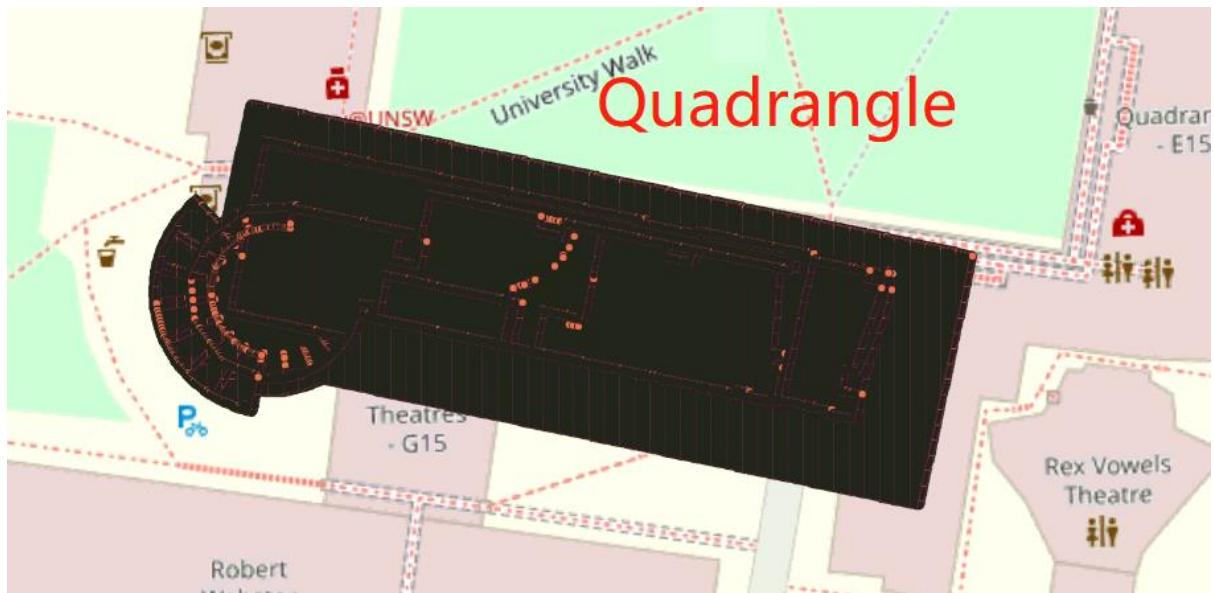 University Walk
Quadrangle
@UNSW
Quadran
- E15
Theatres
- G15
P
Rex Vowels
Theatre
Robert